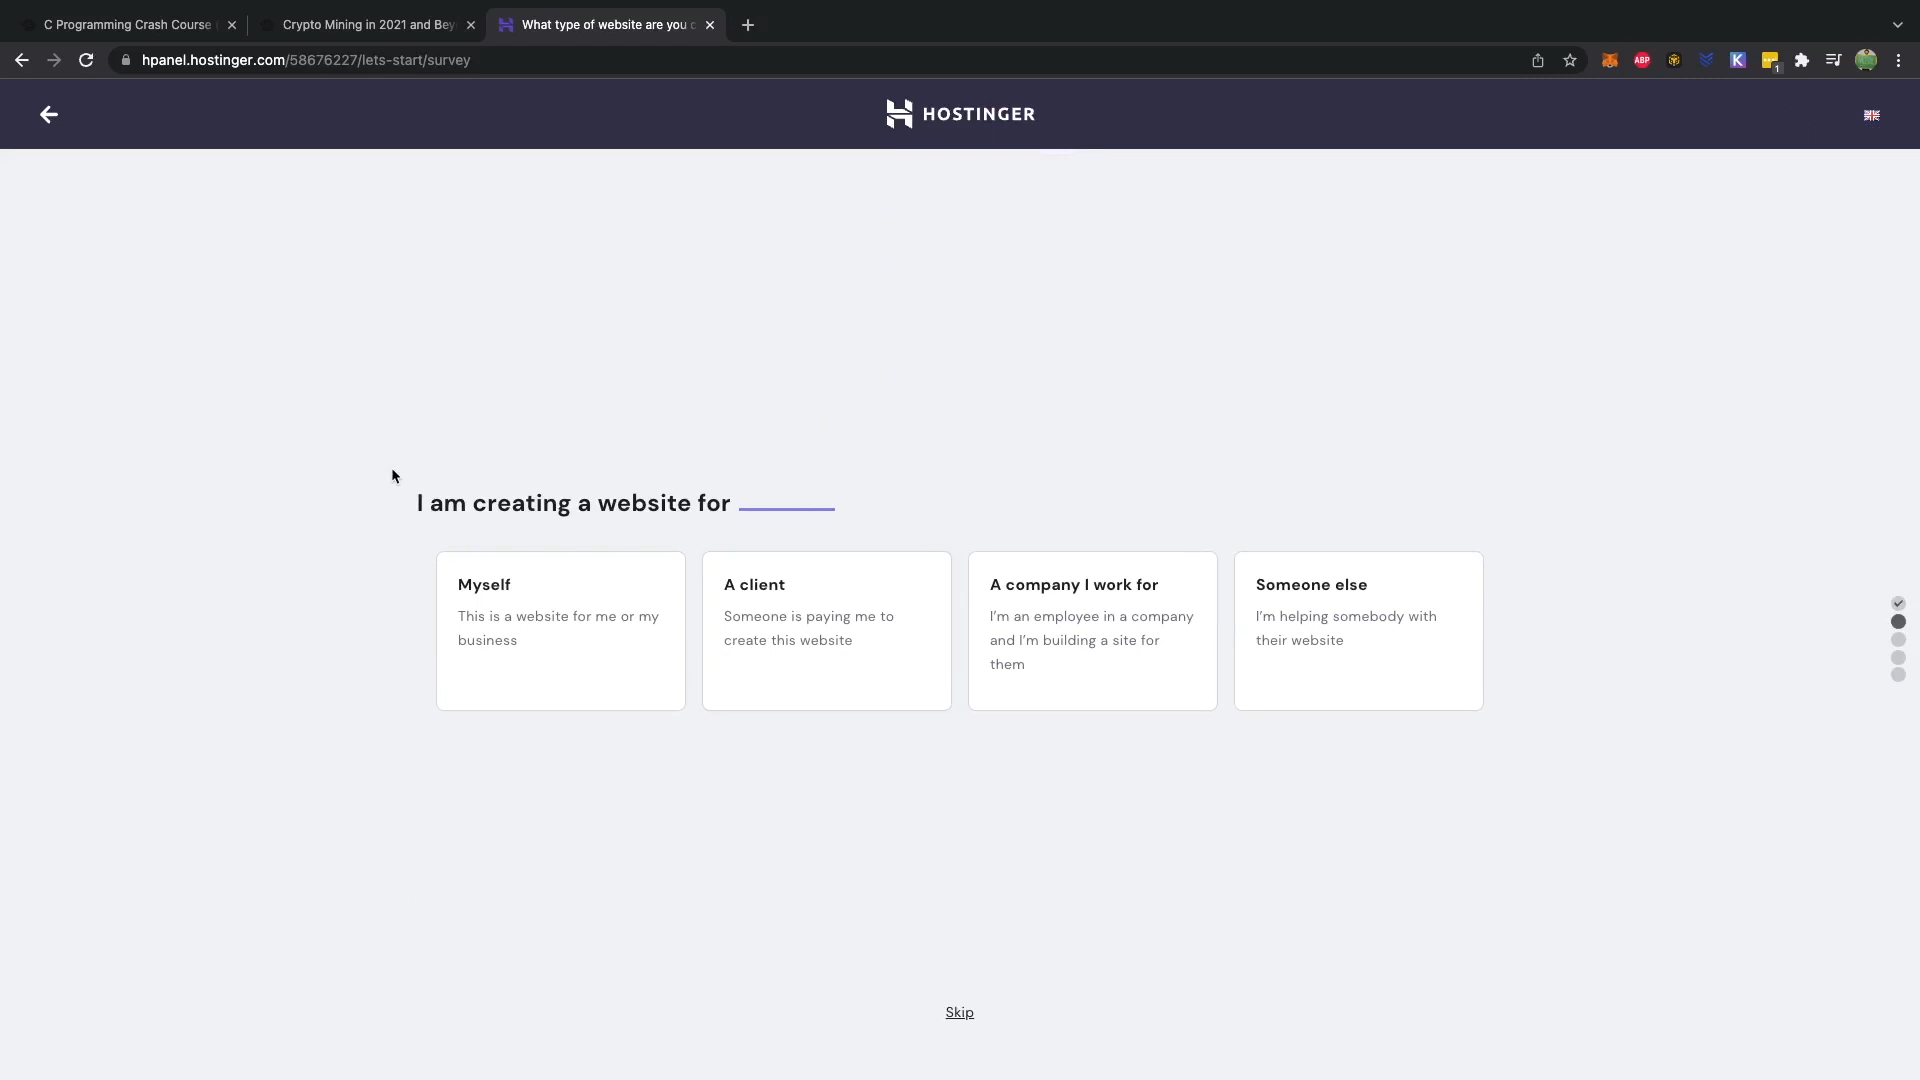 C Programming Crash Course
Crypto Mining in 2021 and Bey
What type of website are you c
hpanel.hostinger.com/58676227/lets-start/survey
ABP
K
1
HOSTINGER
I am creating a website for
Myself
This is a website for me or my
business
A client
Someone is paying me to
create this website
A company I work for
I'm an employee in a company
and I'm building a site for
them
Someone else
I'm helping somebody with
their website
Skip